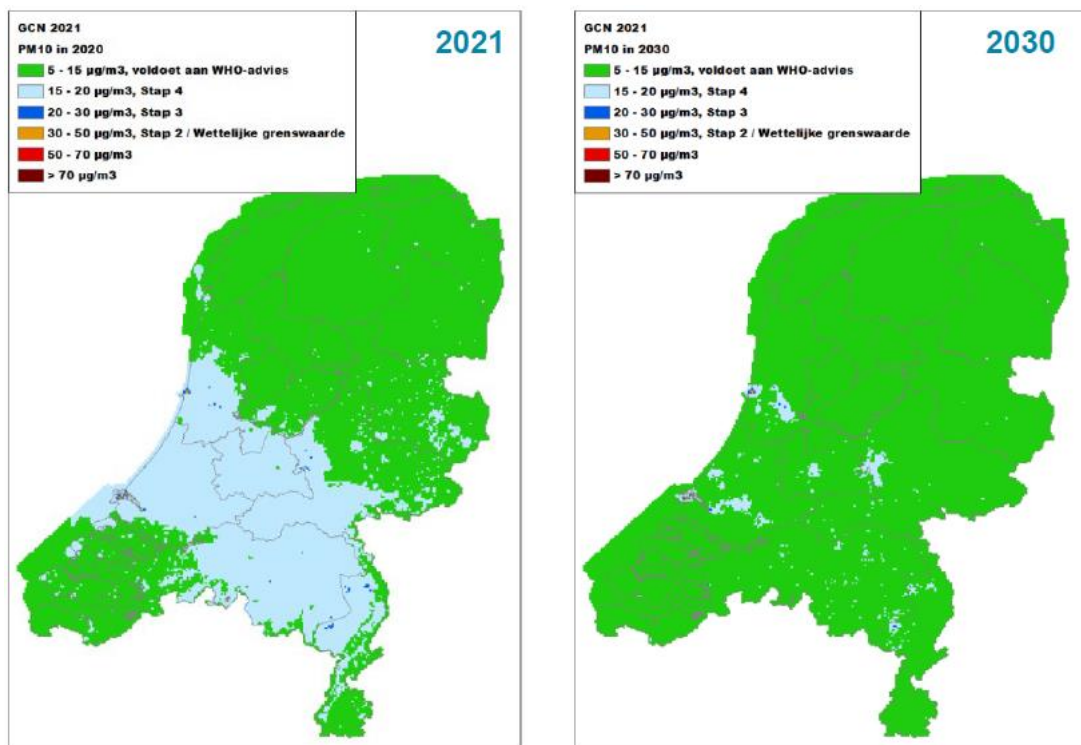 GCN 2021
PM10 in 2020
5 - 15 µg/m3, voldoet aan WHO-advies
15 - 20 µg/m3, Stap 4
20 - 30 µg/m3, Stap 3
30 - 50 µg/m3, Stap 2 / Wettelijke grenswaarde
50 - 70 µg/m3
> 70 µg/m3
2021
GCN 2021
PM10 in 2030
5 - 15 µg/m3, voldoet aan WHO-advies
15 - 20 µg/m3, Stap 4
20 - 30 µg/m3, Stap 3
30 - 50 µg/m3, Stap 2 / Wettelijke grenswaarde
50 - 70 µg/m3
> 70 µg/m3
2030